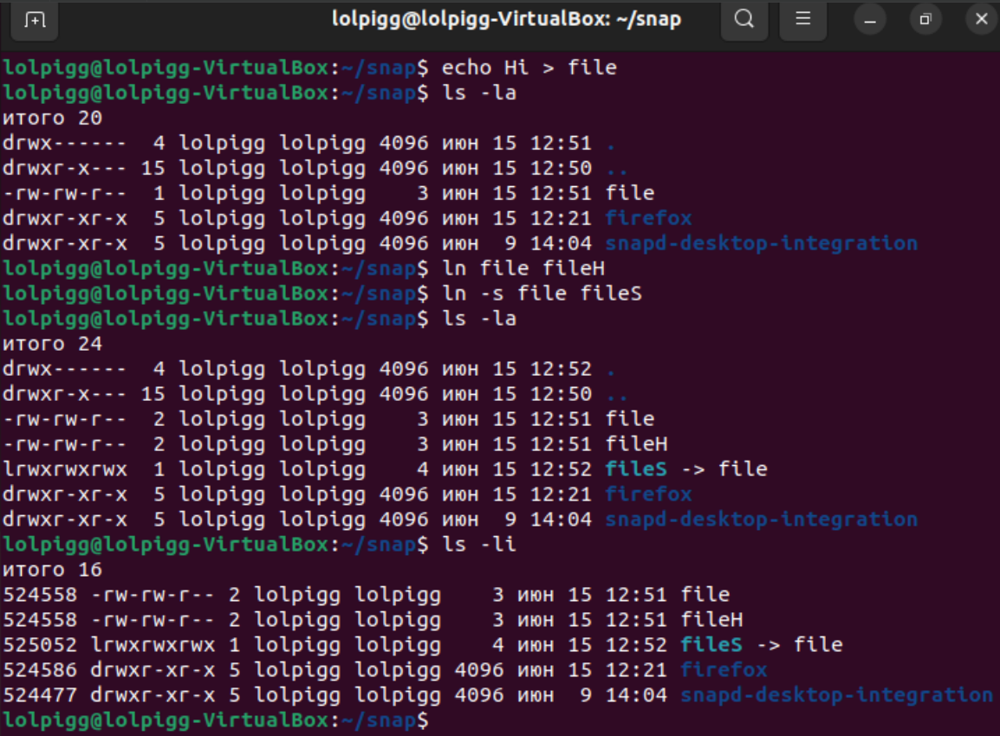 lolpigg@lolpigg-VirtualBox: ~/snap
lolpigg@lolpigg-VirtualBox:~/snap$ echo Hi > file
lolpigg@lolpigg-VirtualBox:~/snap$ ls -la
итого 20
drwx------  4 lolpigg lolpigg 4096 июн 15 12:51 .
drwxr-x--- 15 lolpigg lolpigg 4096 июн 15 12:50 ..
-rw-rw-r--  1 lolpigg lolpigg    3 июн 15 12:51 file
drwxr-xr-x  5 lolpigg lolpigg 4096 июн 15 12:21 firefox
drwxr-xr-x  5 lolpigg lolpigg 4096 июн  9 14:04 snapd-desktop-integration
lolpigg@lolpigg-VirtualBox:~/snap$ ln file fileH
lolpigg@lolpigg-VirtualBox:~/snap$ ln -s file fileS
lolpigg@lolpigg-VirtualBox:~/snap$ ls -la
итого 24
drwx------  4 lolpigg lolpigg 4096 июн 15 12:52 .
drwxr-x--- 15 lolpigg lolpigg 4096 июн 15 12:50 ..
-rw-rw-r--  2 lolpigg lolpigg    3 июн 15 12:51 file
-rw-rw-r--  2 lolpigg lolpigg    3 июн 15 12:51 fileH
lrwxrwxrwx  1 lolpigg lolpigg    4 июн 15 12:52 fileS -> file
drwxr-xr-x  5 lolpigg lolpigg 4096 июн 15 12:21 firefox
drwxr-xr-x  5 lolpigg lolpigg 4096 июн  9 14:04 snapd-desktop-integration
lolpigg@lolpigg-VirtualBox:~/snap$ ls -li
итого 16
524558 -rw-rw-r-- 2 lolpigg lolpigg    3 июн 15 12:51 file
524558 -rw-rw-r-- 2 lolpigg lolpigg    3 июн 15 12:51 fileH
525052 lrwxrwxrwx 1 lolpigg lolpigg    4 июн 15 12:52 fileS -> file
524586 drwxr-xr-x 5 lolpigg lolpigg 4096 июн 15 12:21 firefox
524477 drwxr-xr-x 5 lolpigg lolpigg 4096 июн  9 14:04 snapd-desktop-integration
lolpigg@lolpigg-VirtualBox:~/snap$